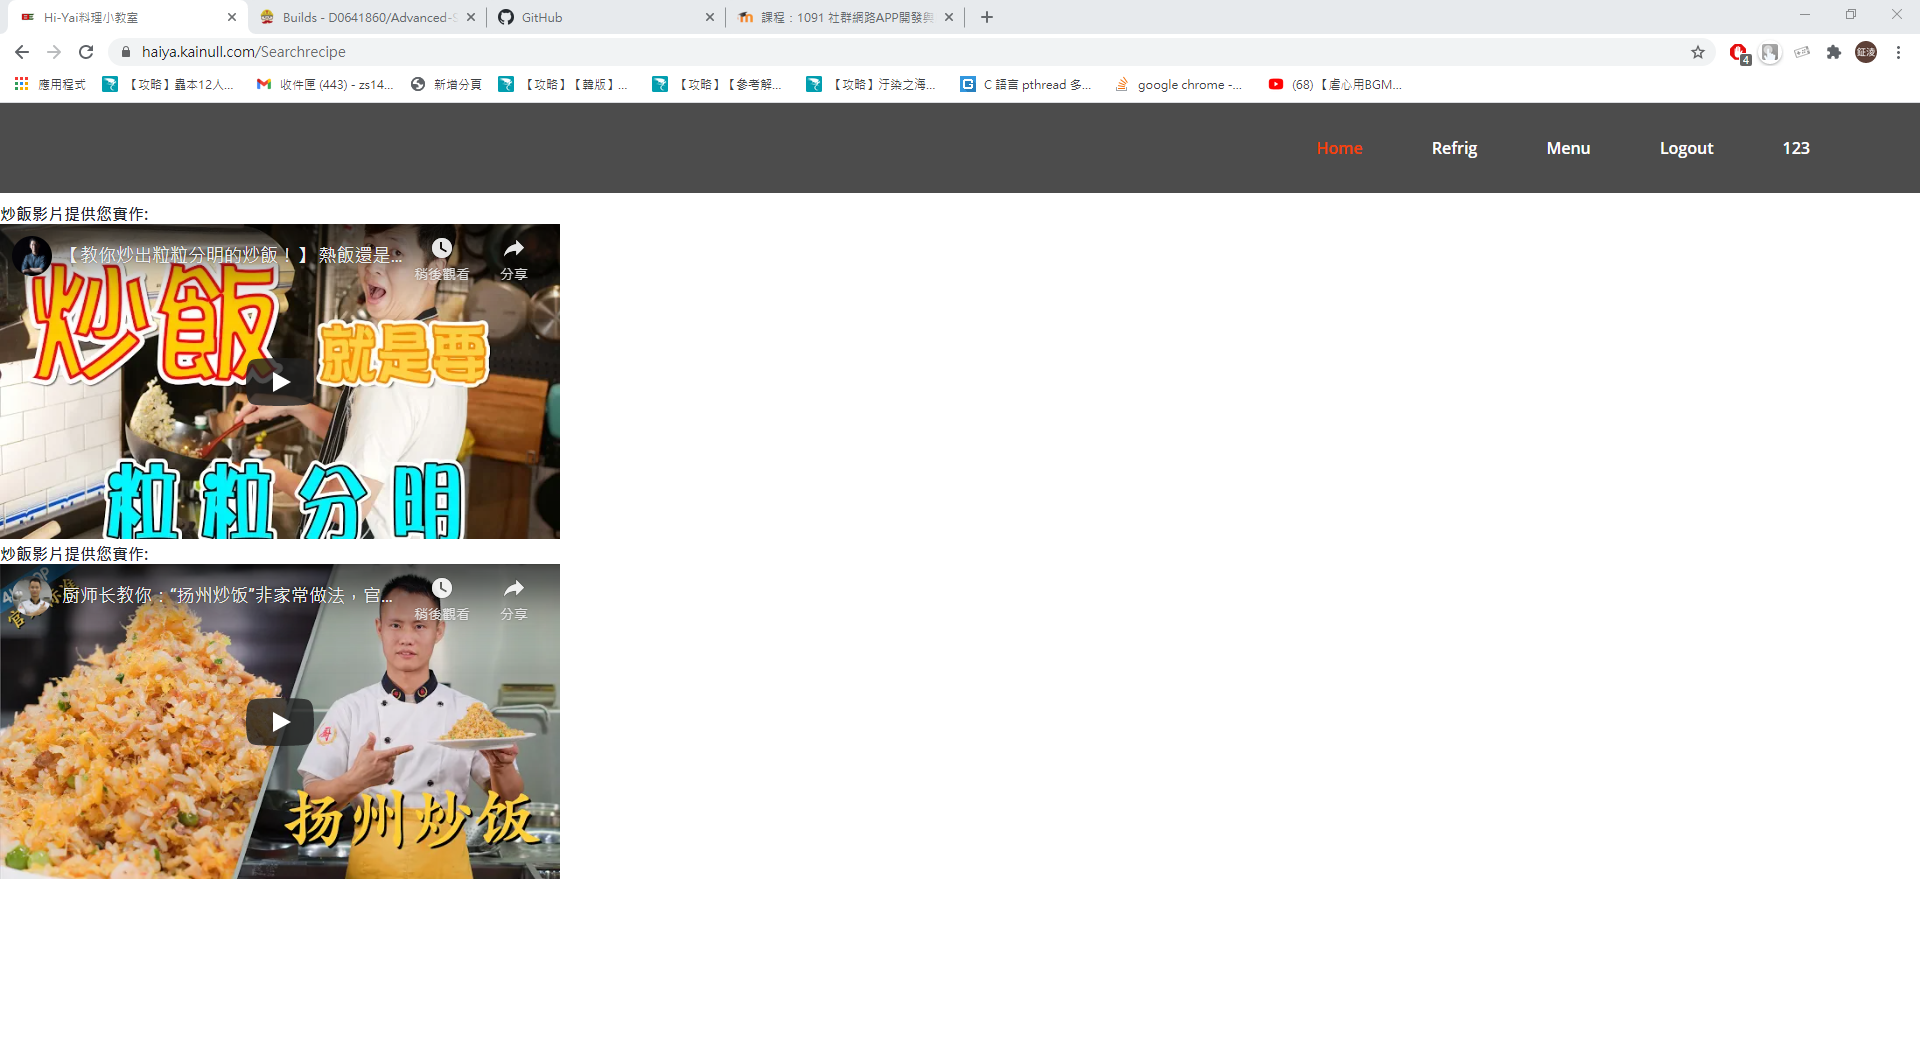 Hi-Yai料理小教室
Builds - D0641860/Advanced-S
GitHub
課程：1091 社群網路APP開發與
haiya.kainull.com/Searchrecipe
4
鉦淩
應用程式
【攻略】蟲本12人...
收件匣 (443) - zs14...
新增分頁
【攻略】【韓版】...
【攻略】【參考解...
【攻略】汙染之海...
C 語言 pthread 多...
google chrome -...
(68) 【虐心用BGM...
Home
Refrig
Menu
Logout
123
炒飯影片提供您實作:
【教你炒出粒粒分明的炒飯！】 熱飯還是...
稍後觀看
分享
炒飯
就是要
粒粒分明
炒飯影片提供您實作:
厨师长教你：“扬州炒饭”非家常做法，官...
稍後觀看
分享
扬州炒饭